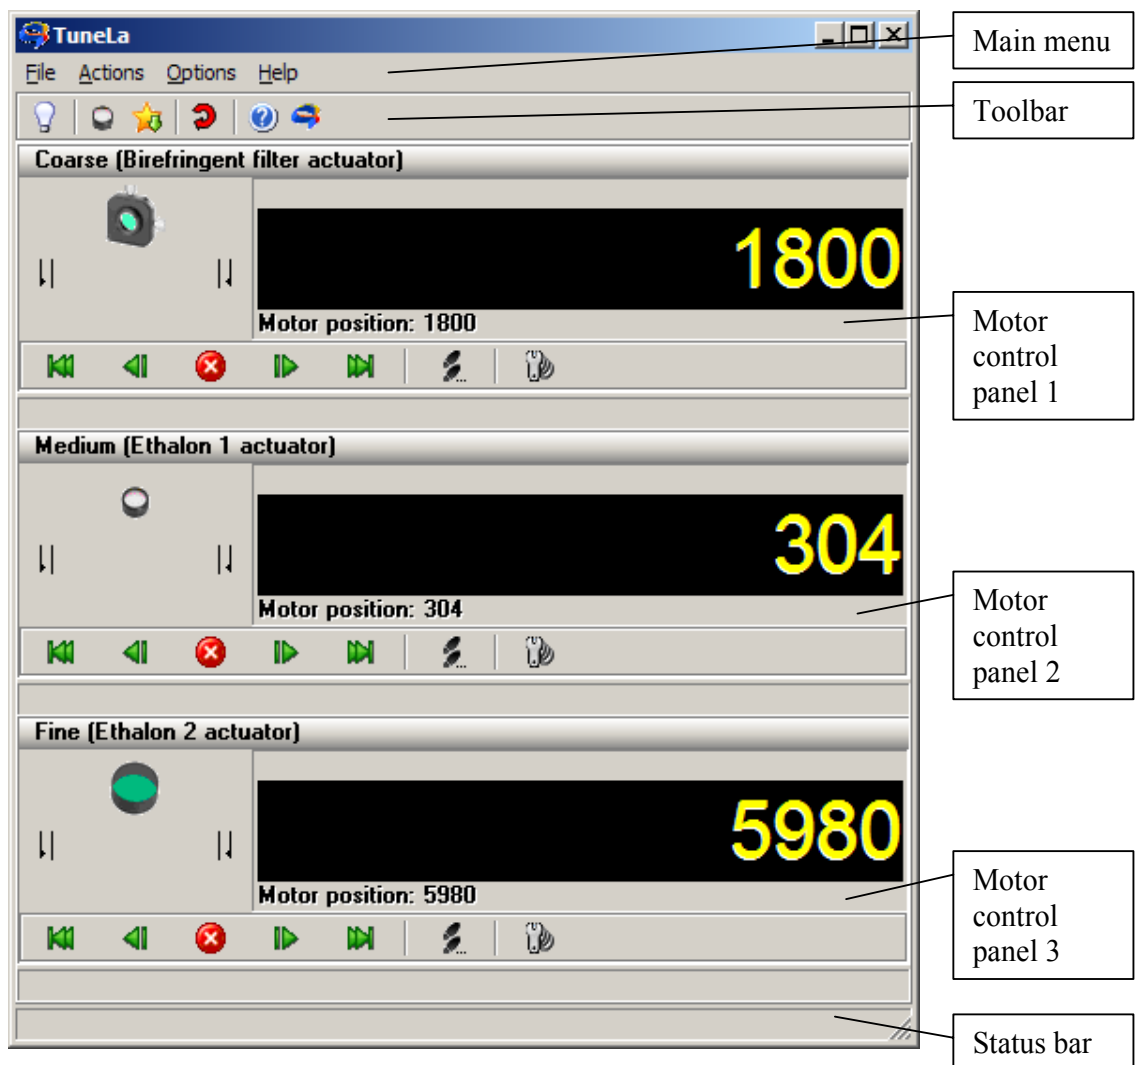 TuneLa
Main menu
File Actions Options Help
Toolbar
Coarse (Birefringent filter actuator)
1800
Motor position: 1800
Motor
control
panel 1
Medium (Ethalon 1 actuator)
304
Motor position: 304
Motor
control
panel 2
Fine (Ethalon 2 actuator)
5980
Motor position: 5980
Motor
control
panel 3
Status bar